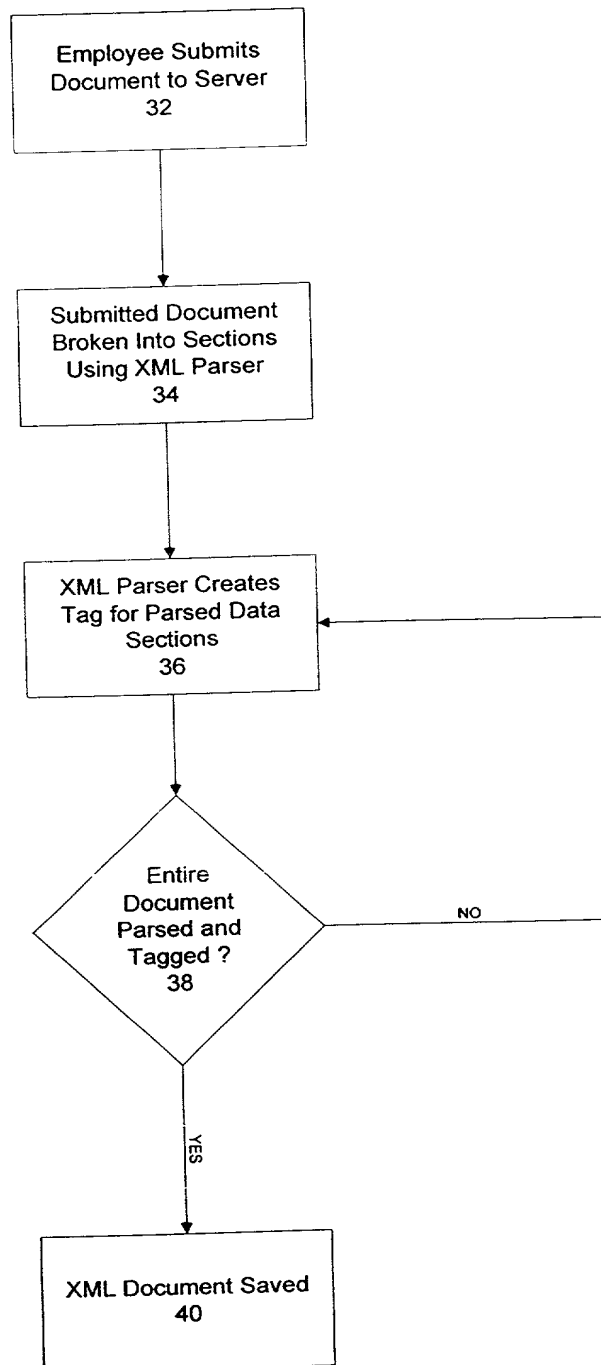 Employee Submits
Document to Server
32
Submitted Document
Broken Into Sections
Using XML Parser
34
XML Parser Creates
Tag for Parsed Data
Sections
36
Entire
Document
Parsed and
Tagged ?
38
NO
YES
XML Document Saved
40